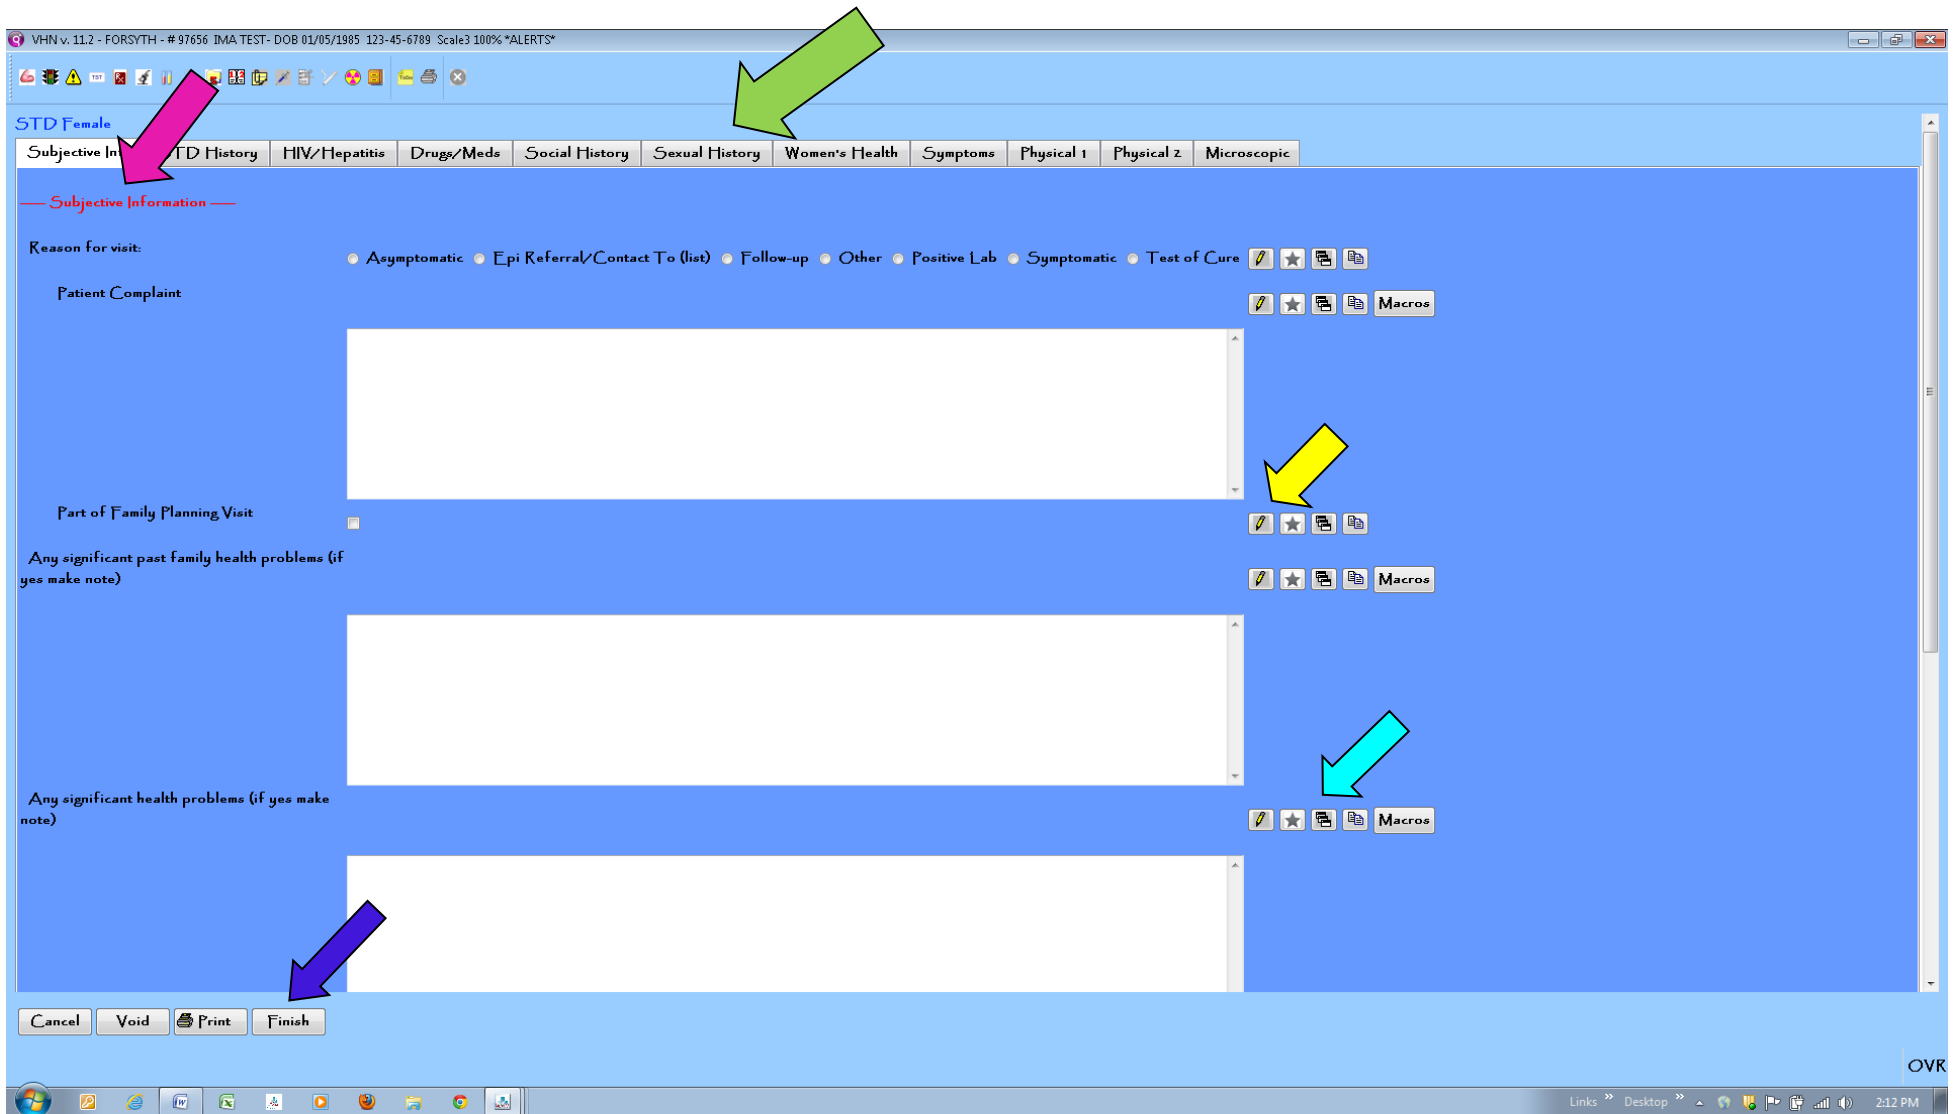 VHN v. 11.2 - FORSYTH - # 97656 IMA TEST- DOB 01/05/1985 123-45-6789 Scale3 100% *ALERTS*
TST
STD Female
Subjective In TD History HIV/Hepatitis Drugs/Meds Social History Sexual History Women's Health Symptoms Physical 1 Physical 2 Microscopic
Subjective Information
Reason for visit:
Asymptomatic Epi Referral/Contact To (list) Follow-up Other Positive Lab Symptomatic Test of Cure
Patient Complaint
Macros
Part of Family Planning Visit
Any significant past family health problems (if
yes make note)
Macros
Any significant health problems (if yes make
note)
Macros
Cancel Void Print Finish
OVR
Links » Desktop » 2:12 PM